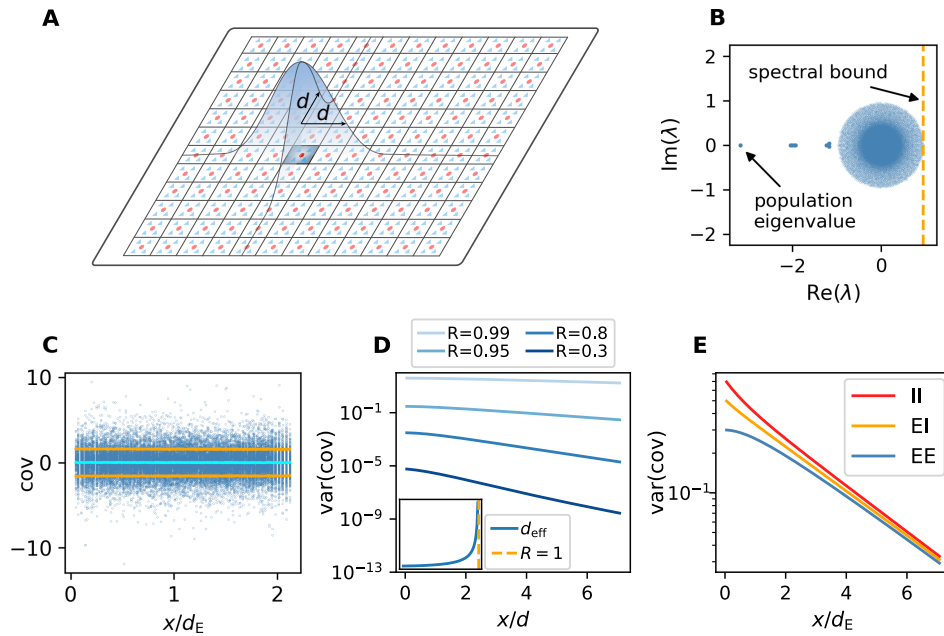 A
d
d
B
2
1
0
−1
−2
Im(λ)
spectral bound
population
eigenvalue
−2
0
Re(λ)
C
10
0
−10
cov
0
1
2
x/d_E
R=0.99
R=0.8
R=0.95
R=0.3
D
10⁻¹
10⁻⁵
10⁻⁹
10⁻¹³
var(cov)
d_eff
R = 1
0
2
4
6
x/d
E
10⁻¹
var(cov)
II
EI
EE
0
2
4
6
x/d_E